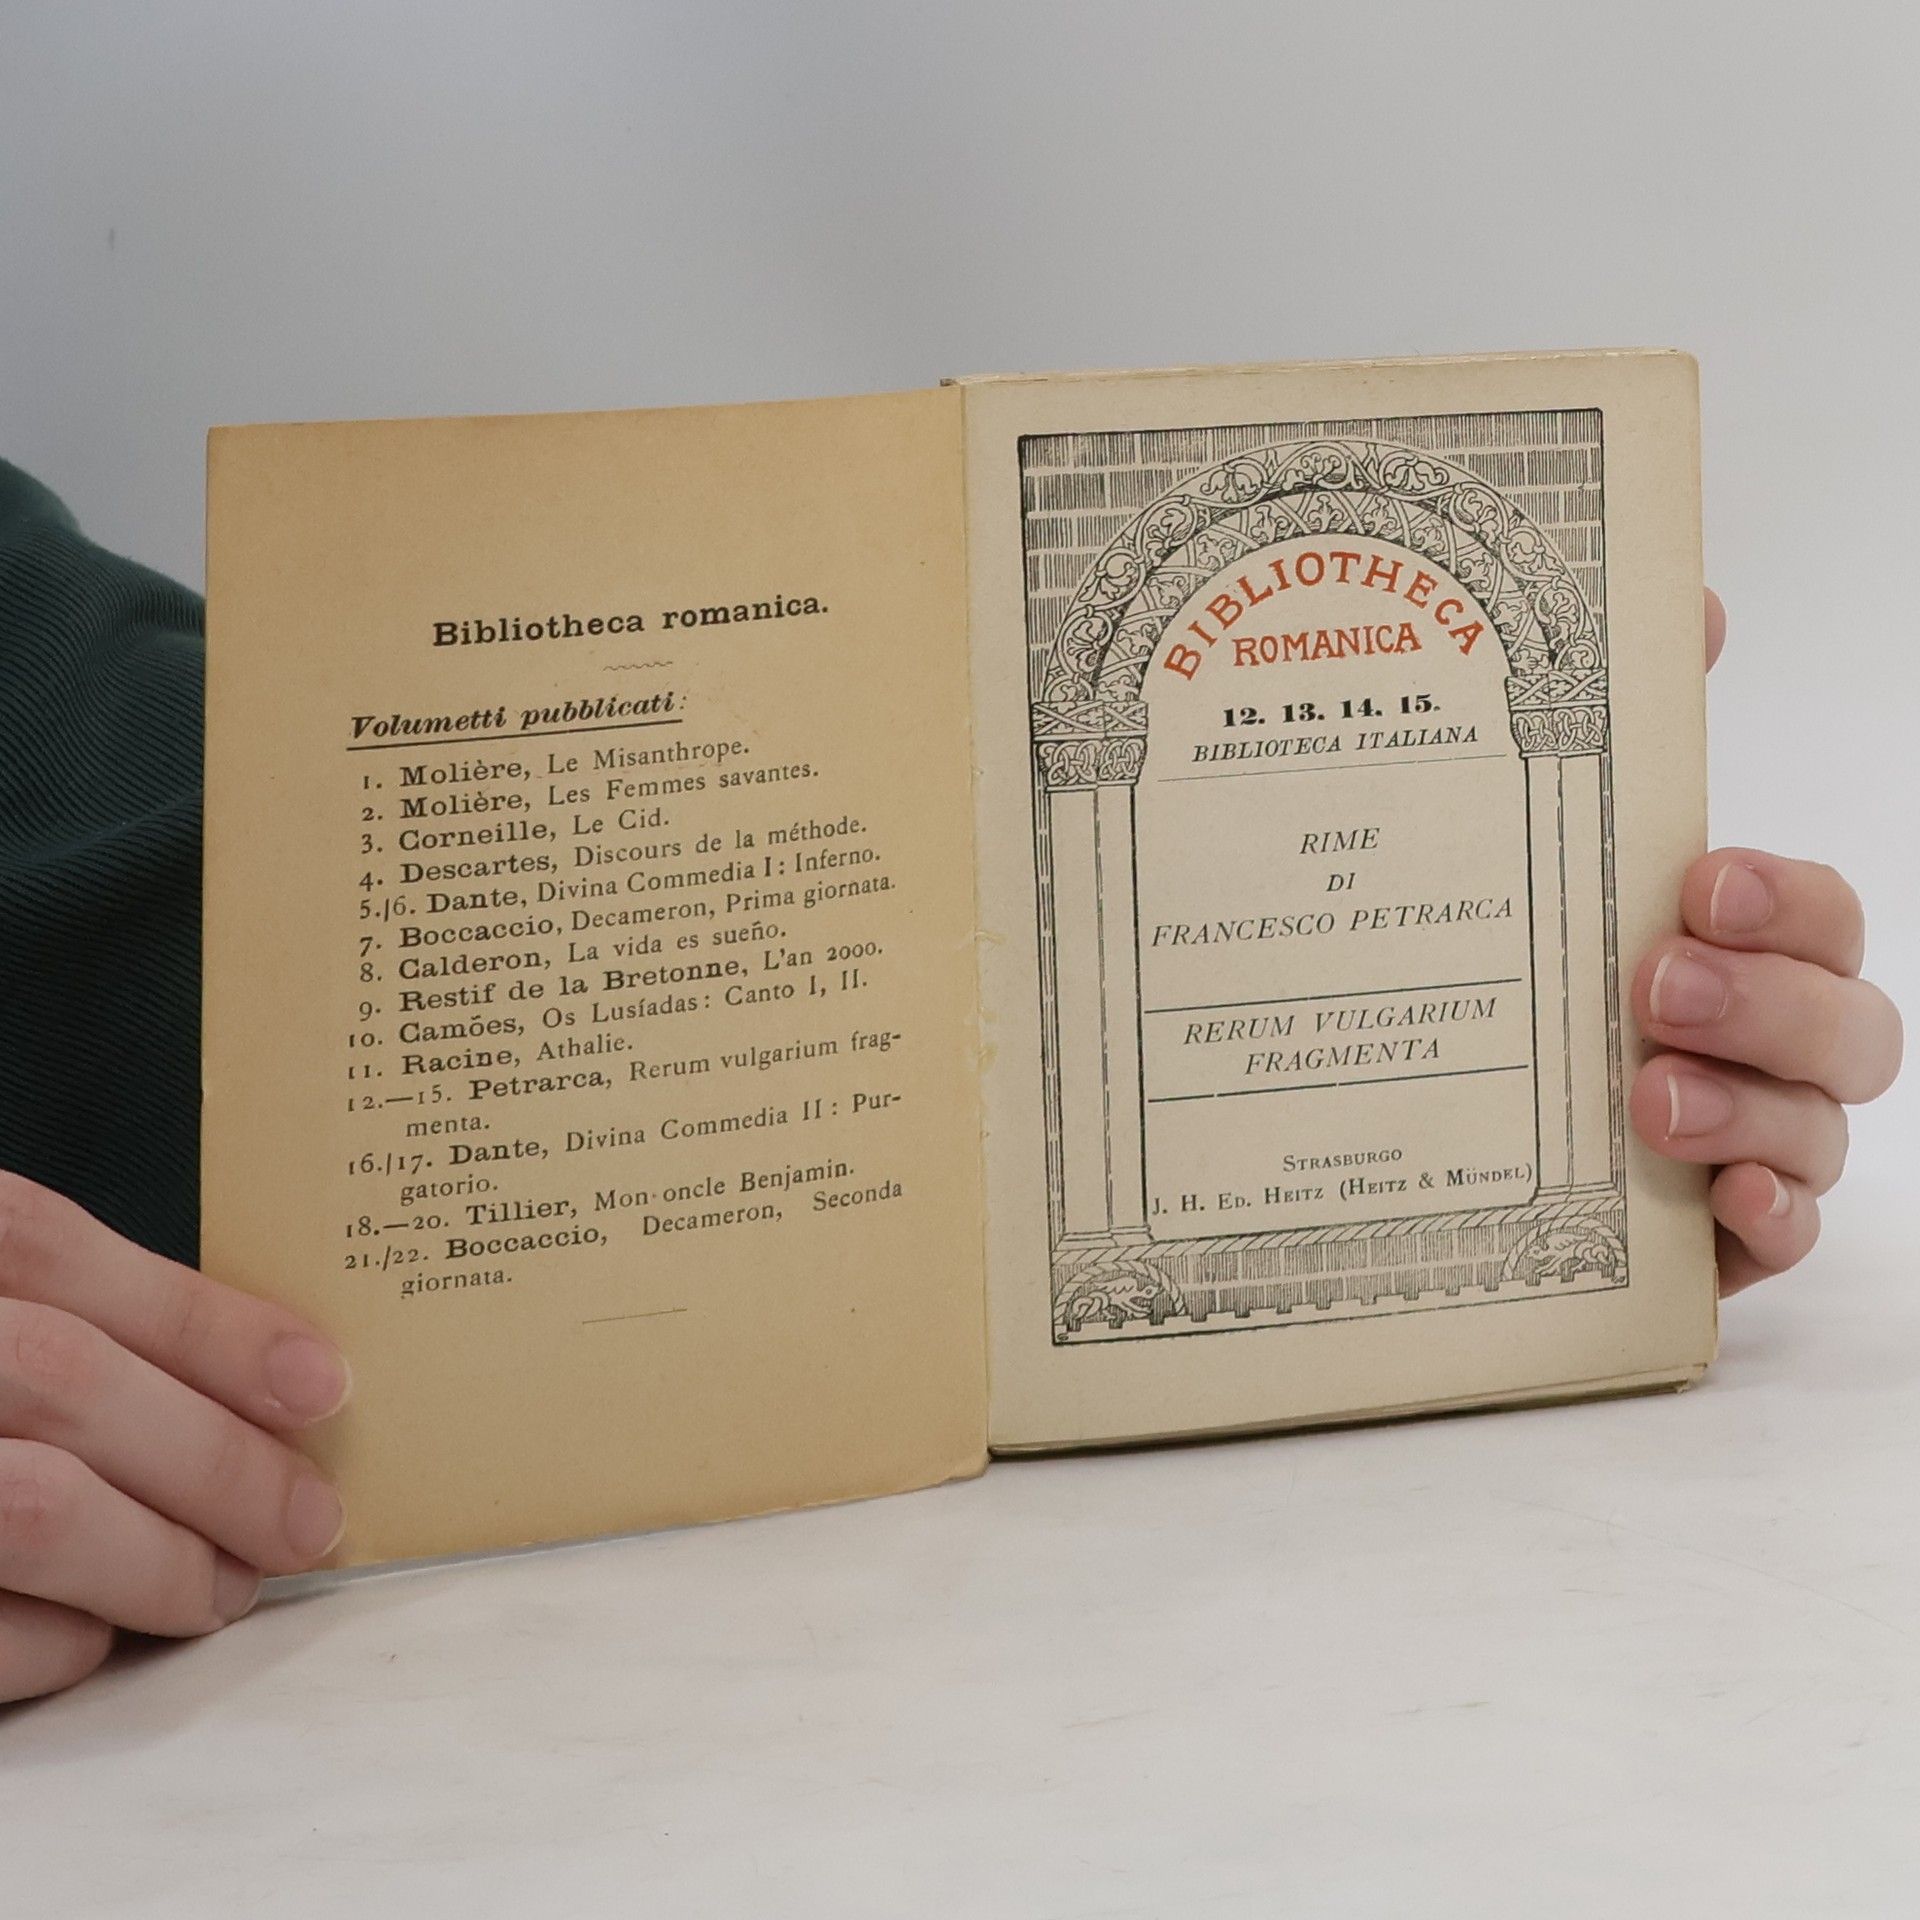 Bibliotheca romanica.
Volumetti pubblicati:
1. Molière, Le Misanthrope.
2. Molière, Les Femmes savantes.
3. Corneille, Le Cid.
4. Descartes, Discours de la méthode.
5./6. Dante, Divina Commedia I: Inferno.
7. Boccaccio, Decameron, Prima giornata.
8. Calderon, La vida es sueño.
9. Restif de la Bretonne, L'an 2000.
10. Camões, Os Lusíadas: Canto I, II.
11. Racine, Athalie.
12.—15. Petrarca, Rerum vulgarium frag-
menta.
16./17. Dante, Divina Commedia II: Pur-
gatorio.
18.—20. Tillier, Mon oncle Benjamin.
21./22. Boccaccio, Decameron, Seconda
giornata.
BIBLIOTHECA
ROMANICA
12. 13. 14. 15.
BIBLIOTECA ITALIANA
RIME
DI
FRANCESCO PETRARCA
RERUM VULGARIUM
FRAGMENTA
STRASBURGO
J. H. ED. HEITZ (HEITZ & MÜNDEL)